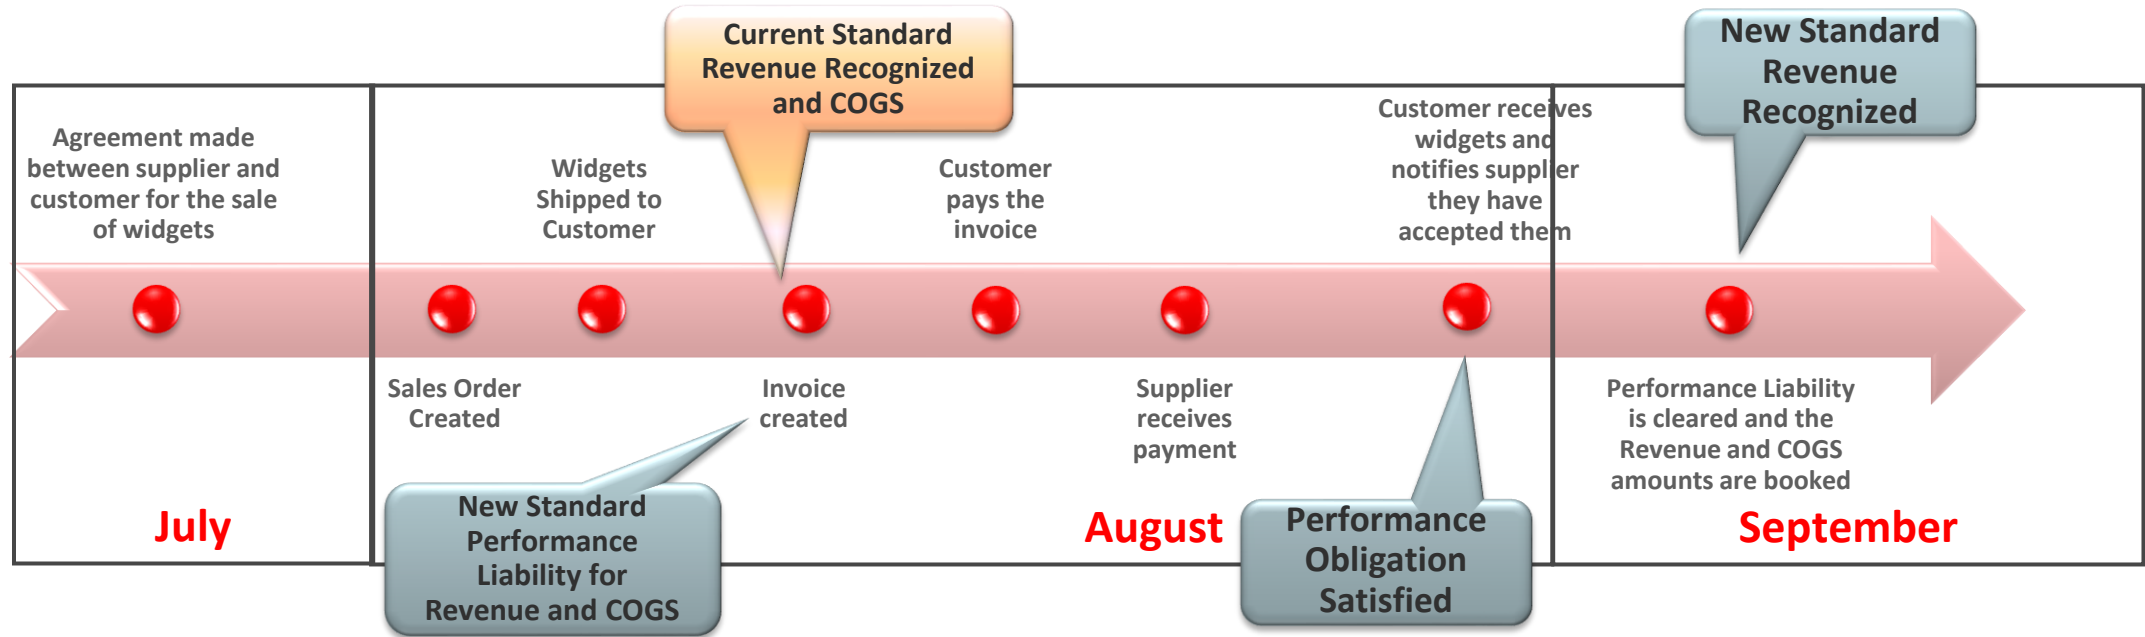 Current Standard
Revenue Recognized
and COGS
New Standard
Revenue
Recognized
Agreement made
between supplier and
customer for the sale
of widgets
Widgets
Shipped to
Customer
Customer
pays the
invoice
Customer receives
widgets and
notifies supplier
they have
accepted them
Sales Order
Created
Invoice
created
Supplier
receives
payment
Performance Liability
is cleared and the
Revenue and COGS
amounts are booked
July
August
September
New Standard
Performance
Liability for
Revenue and COGS
Performance
Obligation
Satisfied